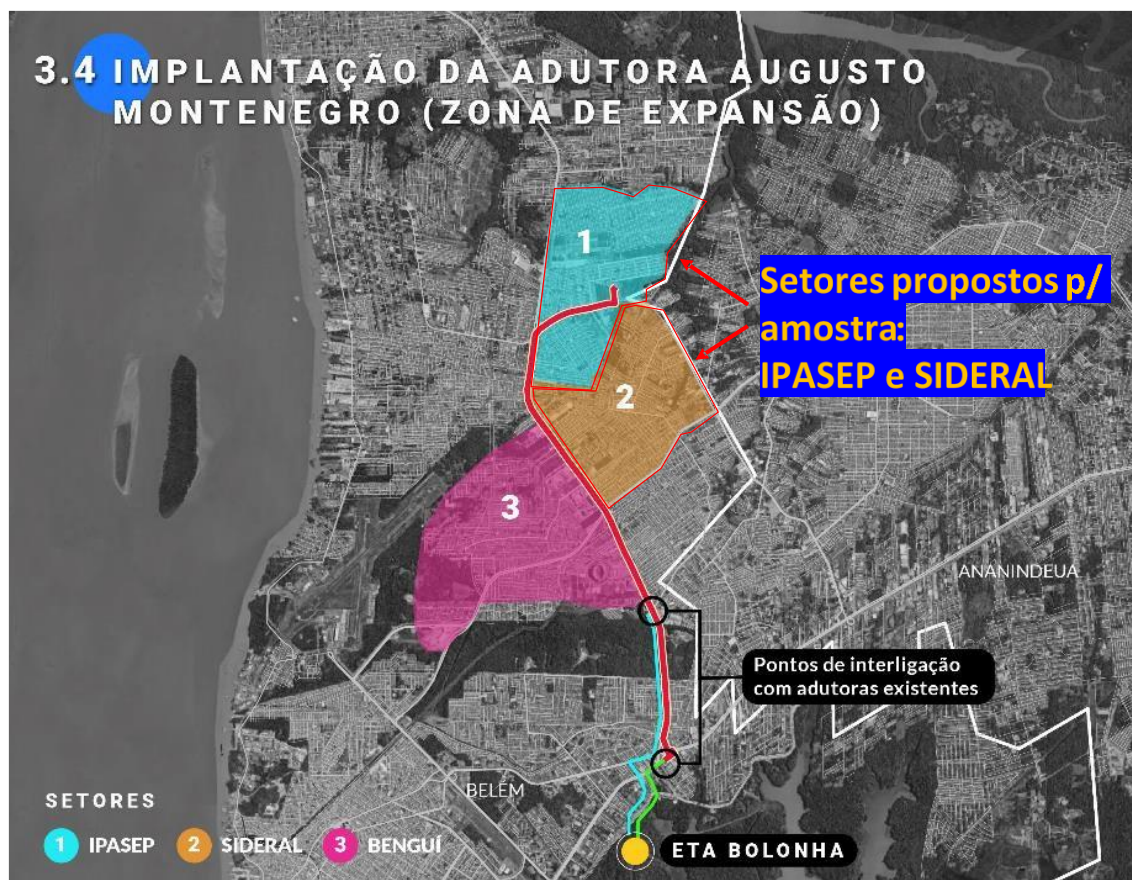 3.4 IMPLANTAÇÃO DA ADUTORA AUGUSTO
MONTENEGRO (ZONA DE EXPANSÃO)
1
Setores propostos p/
amostra:
IPASEP e SIDERAL
2
3
ANANINDEUA
Pontos de interligação
com adutoras existentes
BELÉM
SETORES
1 IPASEP 2 SIDERAL 3 BENGUÍ
ETA BOLONHA